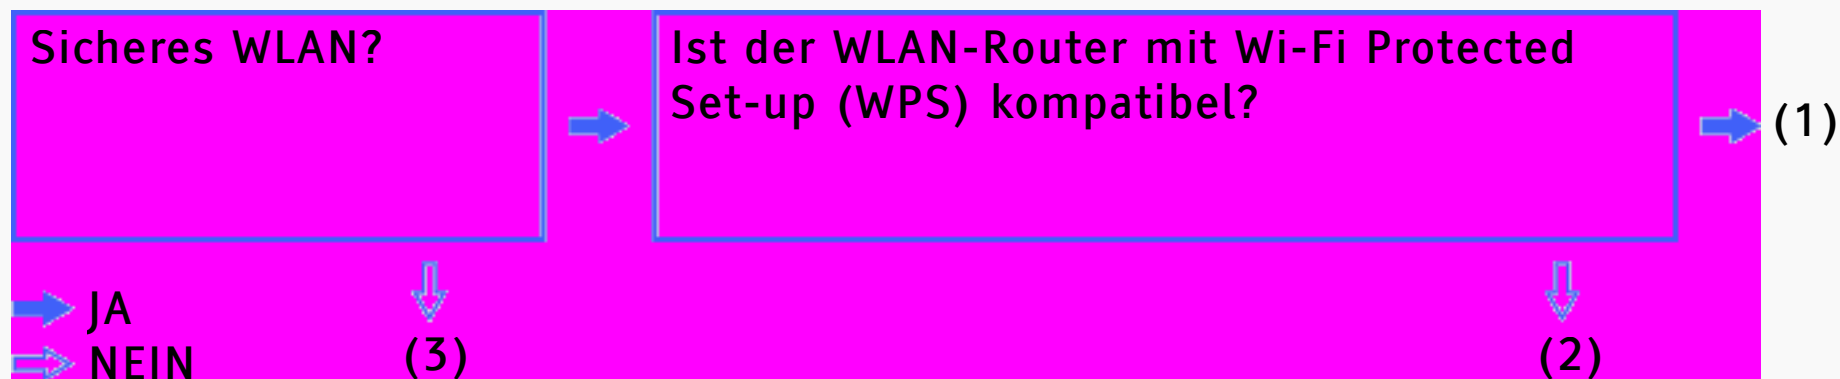 Sicheres WLAN?
Ist der WLAN-Router mit Wi-Fi Protected
Set-up (WPS) kompatibel?
(1)
JA
NEIN
(3)
(2)